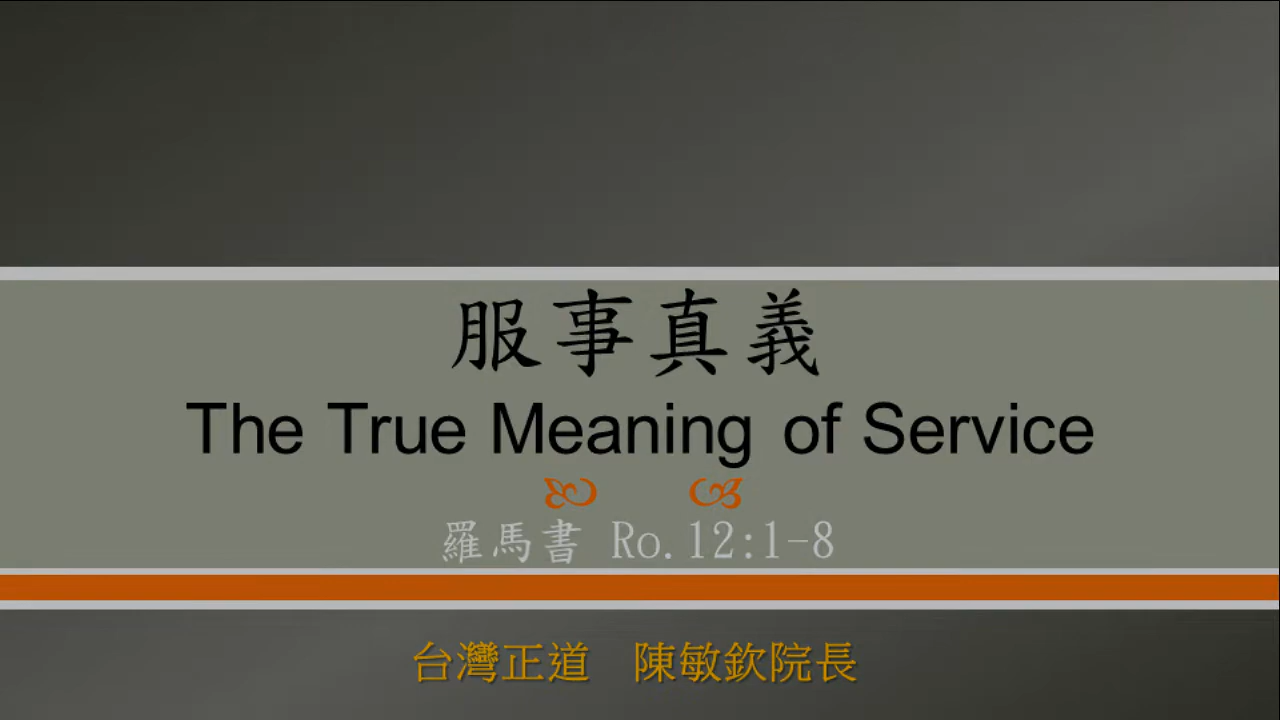 服事真義
The True Meaning of Service
羅馬書 Ro.12:1-8
台灣正道 陳敏欽院長